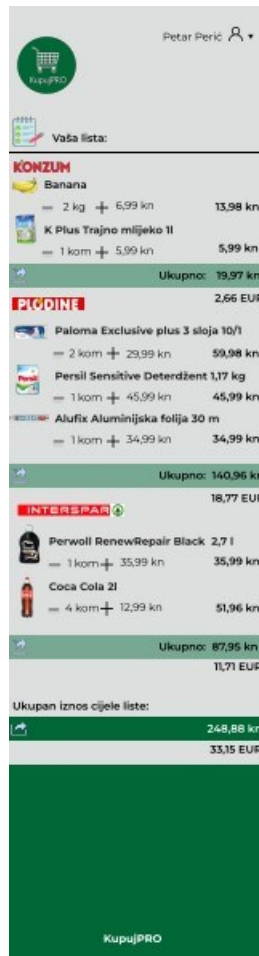 Petar Perić
KupujPRO
Vaša lista:
KONZUM
Banana
2 kg 6,99 kn 13,98 kn
K Plus Trajno mlijeko 1l
1 kom 5,99 kn 5,99 kn
Ukupno: 19,97 kn
2,66 EUR
PLODINE
Paloma Exclusive plus 3 sloja 10/1
2 kom 29,99 kn 59,98 kn
Persil
Persil Sensitive Deterdžent 1,17 kg
1 kom 45,99 kn 45,99 kn
Alufix Aluminijska folija 30 m
1 kom 34,99 kn 34,99 kn
Ukupno: 140,96 kn
18,77 EUR
INTERSPAR
Perwoll RenewRepair Black 2,7 l
1 kom 35,99 kn 35,99 kn
Coca Cola 2l
4 kom 12,99 kn 51,96 kn
Ukupno: 87,95 kn
11,71 EUR
Ukupan iznos cijele liste:
248,88 kn
33,15 EUR
KupujPRO